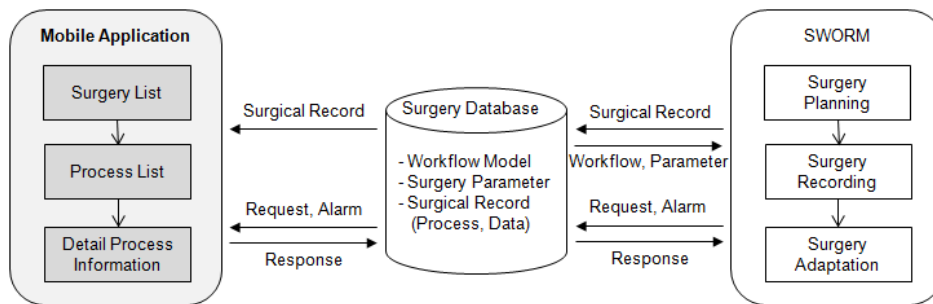 Mobile Application
Surgery List
Process List
Detail Process
Information
Surgical Record
Request, Alarm
Response
Surgery Database
- Workflow Model
- Surgery Parameter
- Surgical Record
(Process, Data)
Surgical Record
Workflow, Parameter
Request, Alarm
Response
SWORM
Surgery
Planning
Surgery
Recording
Surgery
Adaptation